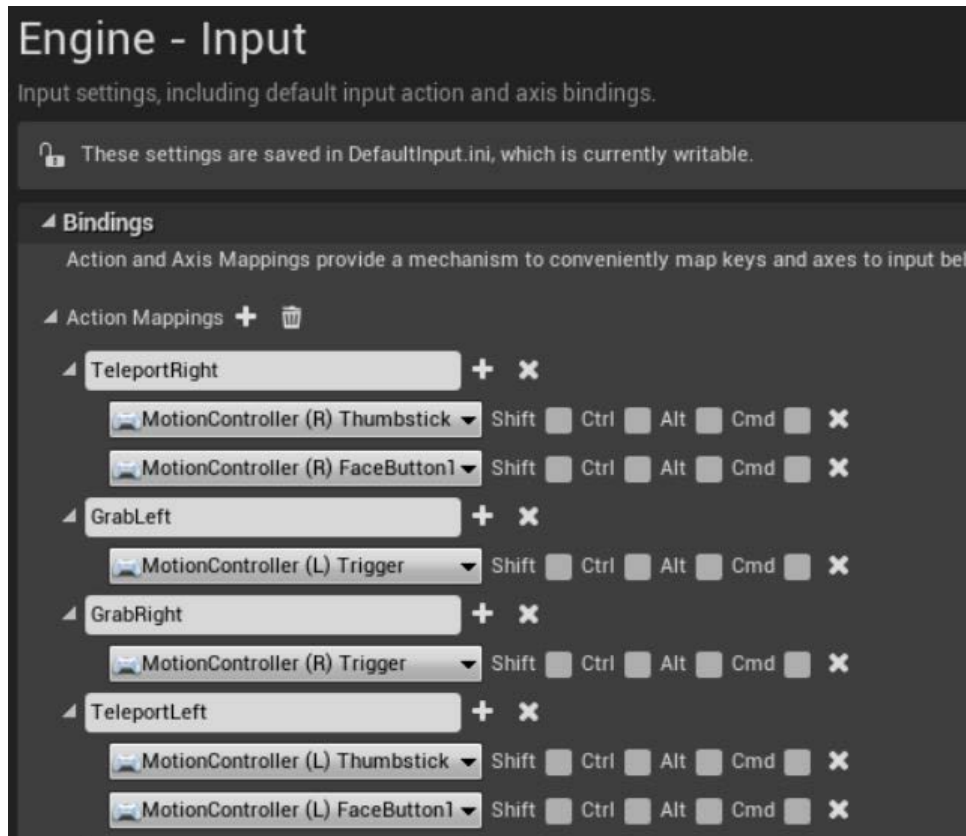 Engine - Input
Input settings, including default input action and axis bindings.
These settings are saved in DefaultInput.ini, which is currently writable.
Bindings
Action and Axis Mappings provide a mechanism to conveniently map keys and axes to input bel
Action Mappings
TeleportRight
MotionController (R) Thumbstick Shift Ctrl Alt Cmd
MotionController (R) FaceButton1 Shift Ctrl Alt Cmd
GrabLeft
MotionController (L) Trigger Shift Ctrl Alt Cmd
GrabRight
MotionController (R) Trigger Shift Ctrl Alt Cmd
TeleportLeft
MotionController (L) Thumbstick Shift Ctrl Alt Cmd
MotionController (L) FaceButton1 Shift Ctrl Alt Cmd